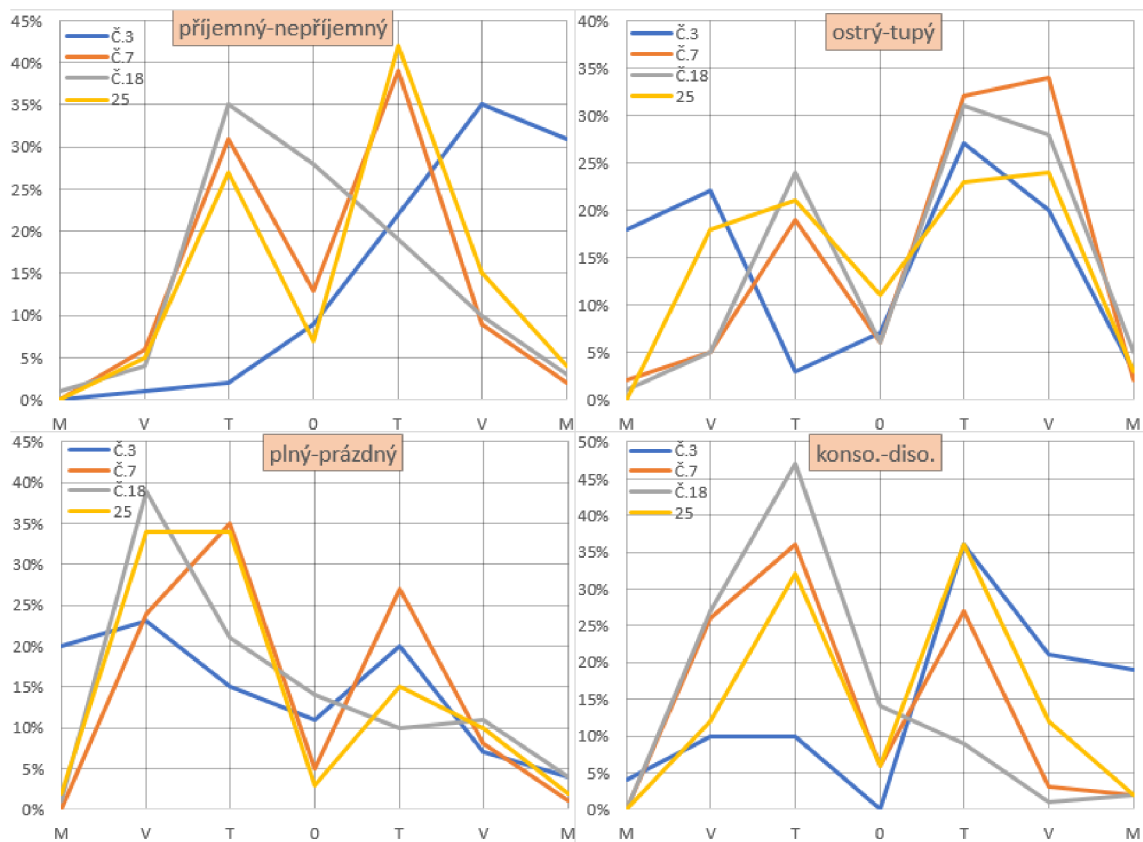 příjemný-nepříjemný
Č.3
Č.7
Č.18
25
45%
40%
35%
30%
25%
20%
15%
10%
5%
0%
M V T 0 T V M
ostrý-tupý
Č.3
Č.7
Č.18
25
40%
35%
30%
25%
20%
15%
10%
5%
0%
M V T 0 T V M
plný-prázdný
Č.3
Č.7
Č.18
25
45%
40%
35%
30%
25%
20%
15%
10%
5%
0%
M V T 0 T V M
konso.-diso.
Č.3
Č.7
Č.18
25
50%
45%
40%
35%
30%
25%
20%
15%
10%
5%
0%
M V T 0 T V M